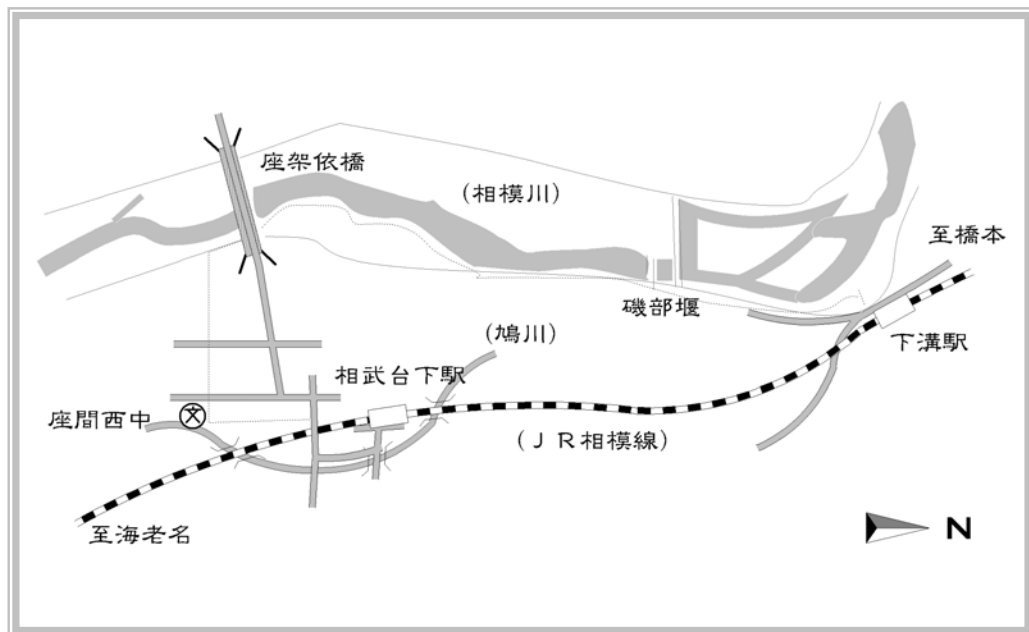 座架依橋
(相模川)
至橋本
磯部堰
(鳩川)
下溝駅
相武台下駅
座間西中
文
(ＪＲ相模線)
至海老名
N